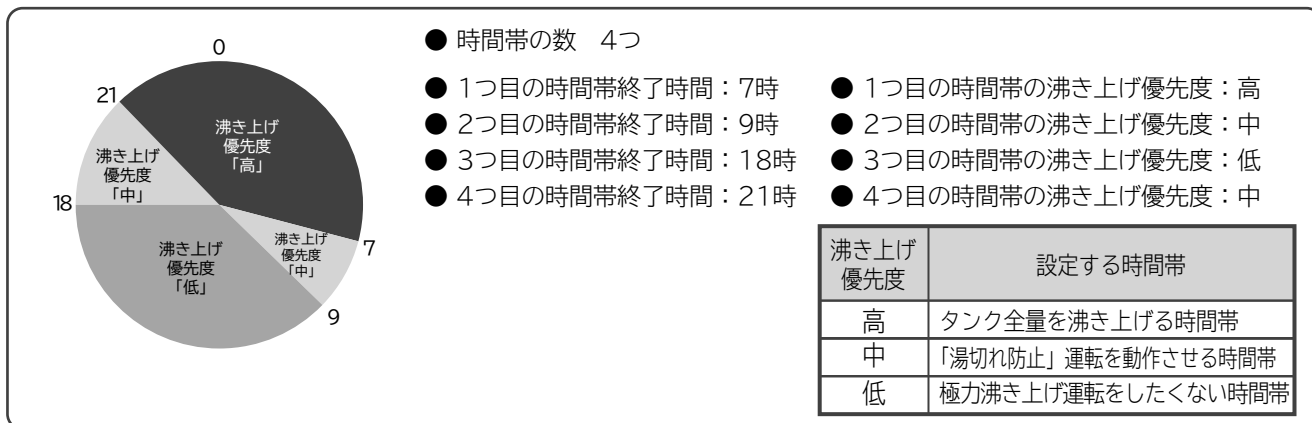 0
21
18
7
9
沸き上げ
優先度
「高」
沸き上げ
優先度
「中」
沸き上げ
優先度
「中」
沸き上げ
優先度
「低」
● 時間帯の数　4つ
● 1つ目の時間帯終了時間：7時
● 2つ目の時間帯終了時間：9時
● 3つ目の時間帯終了時間：18時
● 4つ目の時間帯終了時間：21時
● 1つ目の時間帯の沸き上げ優先度：高
● 2つ目の時間帯の沸き上げ優先度：中
● 3つ目の時間帯の沸き上げ優先度：低
● 4つ目の時間帯の沸き上げ優先度：中
沸き上げ
優先度
設定する時間帯
高 タンク全量を沸き上げる時間帯
中 「湯切れ防止」運転を動作させる時間帯
低 極力沸き上げ運転をしたくない時間帯